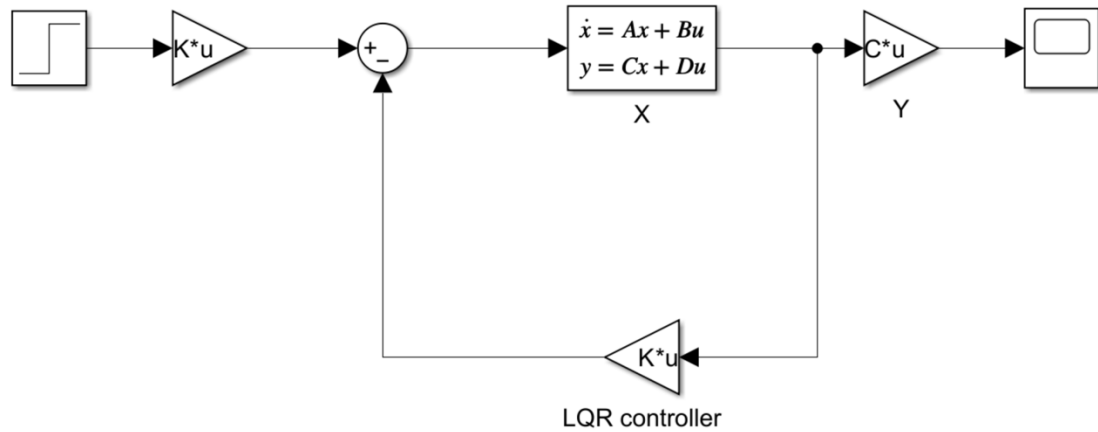 K*u
+
−
ẋ = Ax + Bu
y = Cx + Du
X
C*u
Y
K*u
LQR controller